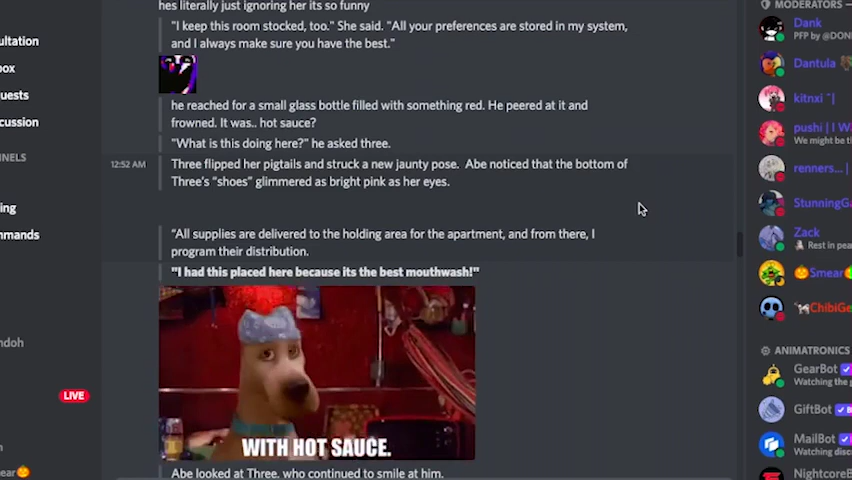 hes literally just ignoring her its so funny
"I keep this room stocked, too." She said. "All your preferences are stored in my system,
and I always make sure you have the best."
he reached for a small glass bottle filled with something red. He peered at it and
frowned. It was.. hot sauce?
"What is this doing here?" he asked three.
12:52 AM
Three flipped her pigtails and struck a new jaunty pose. Abe noticed that the bottom of
Three's "shoes" glimmered as bright pink as her eyes.
"All supplies are delivered to the holding area for the apartment, and from there, I
program their distribution.
"I had this placed here because its the best mouthwash!"
WITH HOT SAUCE.
Abe looked at Three, who continued to smile at him.
ultation
ox
uests
cussion
NNELS
ing
mmands
ndoh
LIVE
n
ear
MODERATORS —
Dank
PFP by @DON
Dantula
kitnxi ˜|
pushi | I Wa
We might be th
renners... |
StunningGa
Zack
Rest in pea
Smear
ChibiGe
ANIMATRONICS —
GearBot
Watching the g
GiftBot
B
MailBot
Watching disc
NightcoreB